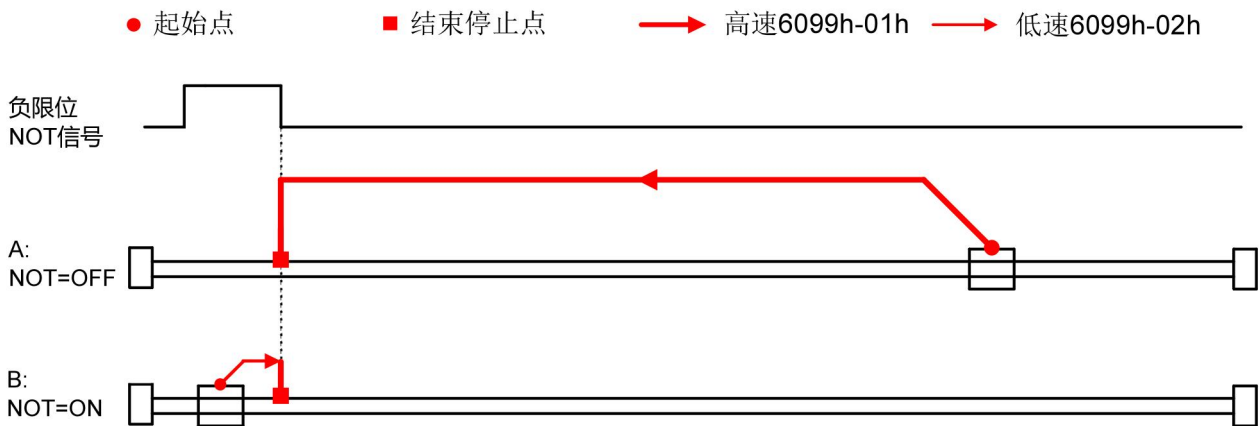 起始点 结束停止点 高速6099h-01h 低速6099h-02h
负限位
NOT信号
A:
NOT=OFF
B:
NOT=ON